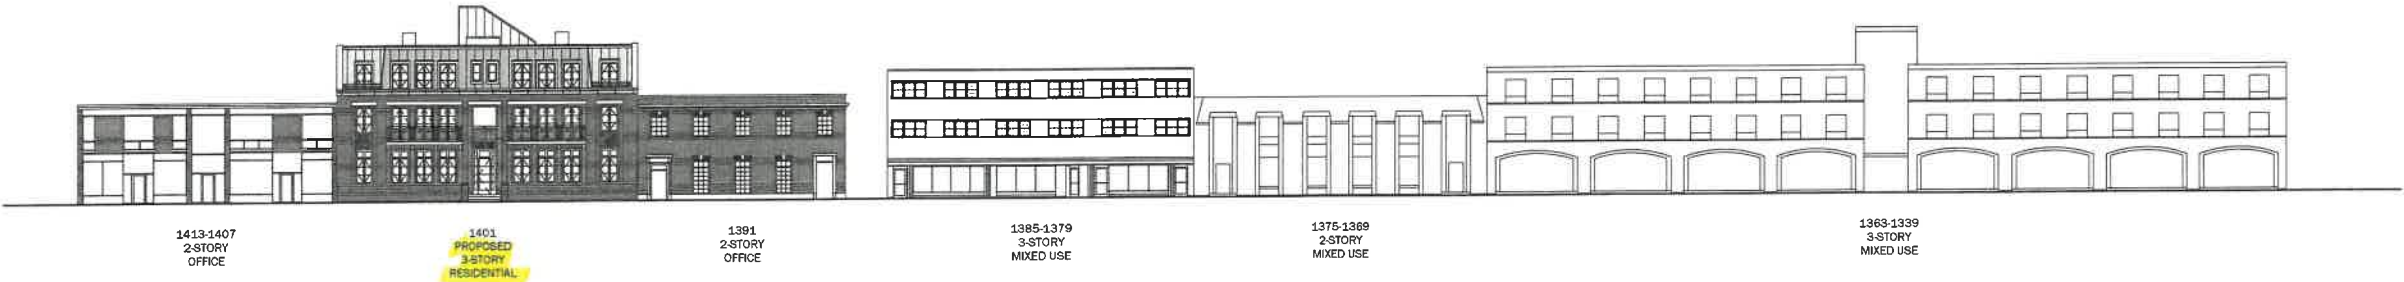 1413-1407
2-STORY
OFFICE
1401
PROPOSED
3-STORY
RESIDENTIAL
1391
2-STORY
OFFICE
1385-1379
3-STORY
MIXED USE
1375-1369
2-STORY
MIXED USE
1363-1339
3-STORY
MIXED USE